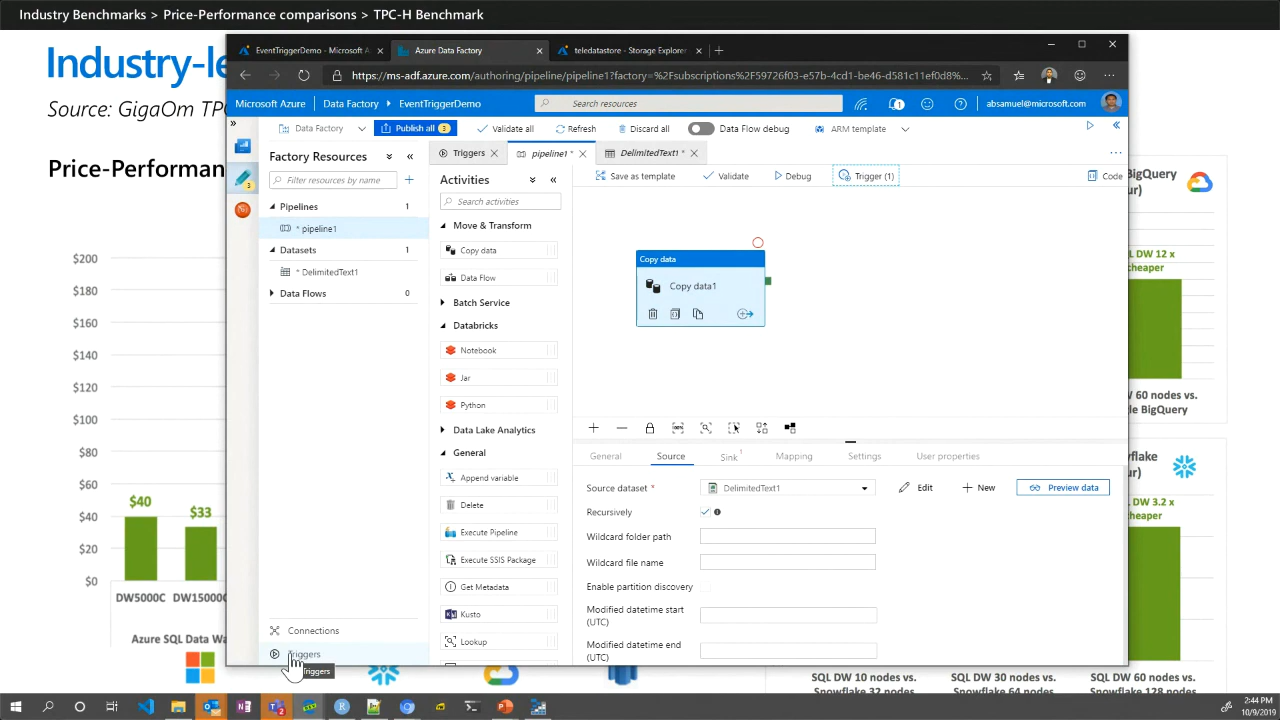 Industry Benchmarks > Price-Performance comparisons > TPC-H Benchmark
Industry-le
Source: GigaOm TP
Price-Performan
$200
$180
$160
$140
$120
$100
$80
$60
$40
$20
$0
$40
$33
DW5000C DW15000
Azure SQL Data Wa
EventTriggerDemo - Microsoft A
Azure Data Factory
teledatastore - Storage Explorer
https://ms-adf.azure.com/authoring/pipeline/pipeline1?factory=%2Fsubscriptions%2F59726f03-e57b-4cd1-be46-d581c11ef0d8%...
Microsoft Azure
Data Factory
EventTriggerDemo
Search resources
1
absamuel@microsoft.com
Data Factory
Publish all 3
Validate all
Refresh
Discard all
Data Flow debug
ARM template
3
Factory Resources
Filter resources by name
Pipelines 1
* pipeline1
Datasets 1
* DelimitedText1
Data Flows 0
Connections
Triggers
Triggers
Triggers
pipeline1 *
DelimitedText1 *
Activities
Search activities
Move & Transform
Copy data
Data Flow
Batch Service
Databricks
Notebook
Jar
Python
Data Lake Analytics
General
Append variable
Delete
Execute Pipeline
Execute SSIS Package
Get Metadata
Kusto
Lookup
Save as template
Validate
Debug
Trigger (1)
Code
Copy data
Copy data1
100%
General
Source
Sink 1
Mapping
Settings
User properties
Source dataset *
DelimitedText1
Edit
New
Preview data
Recursively
Wildcard folder path
Wildcard file name
Enable partition discovery
Modified datetime start
(UTC)
Modified datetime end
(UTC)
BigQuery
ur)
DW 12 x
cheaper
W 60 nodes vs.
le BigQuery
wflake
ur)
L DW 3.2 x
cheaper
SQL DW 10 nodes vs.
Snowflake 32 nodes
SQL DW 30 nodes vs.
Snowflake 64 nodes
SQL DW 60 nodes vs.
Snowflake 128 nodes
2:44 PM
10/9/2019